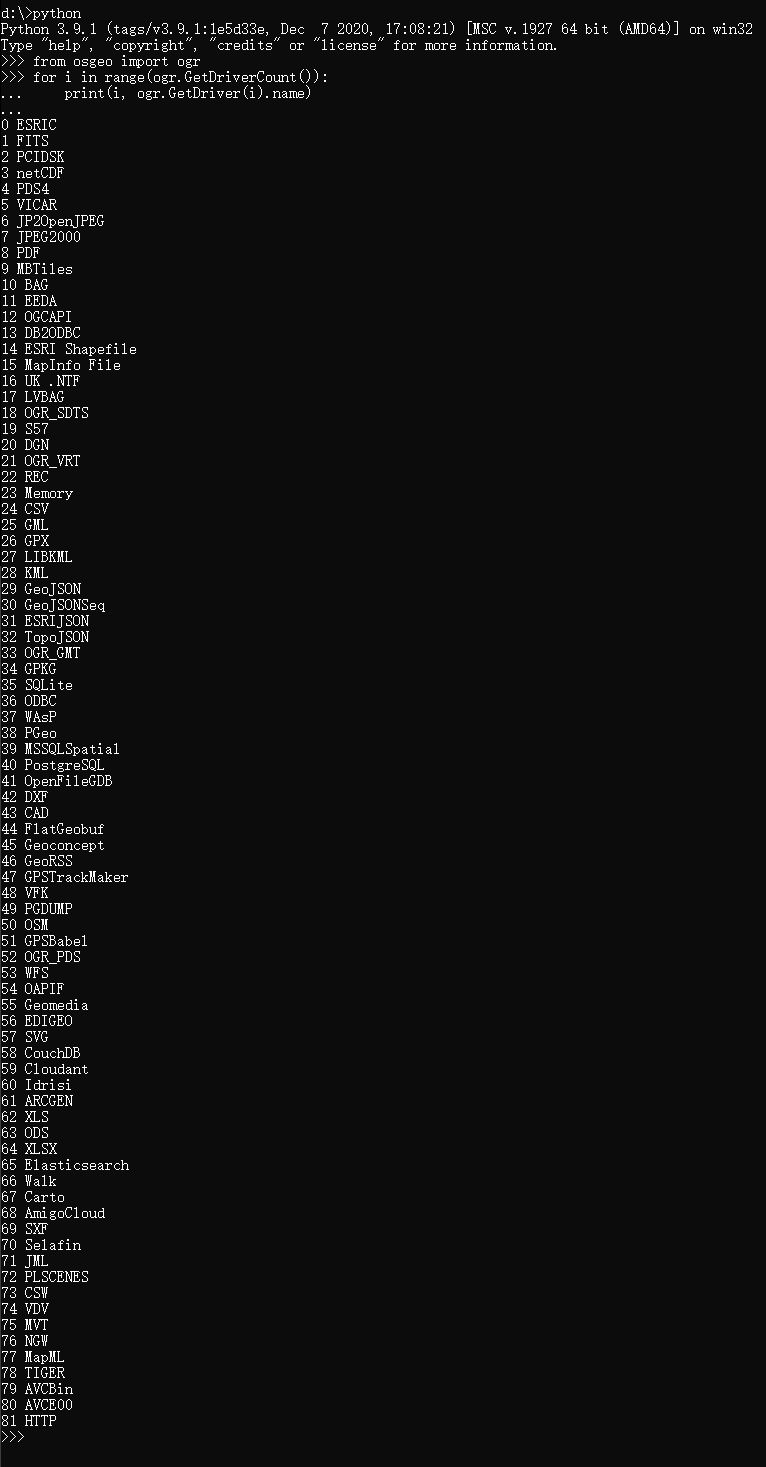 d:\>python
Python 3.9.1 (tags/v3.9.1:1e5d33e, Dec  7 2020, 17:08:21) [MSC v.1927 64 bit (AMD64)] on win32
Type "help", "copyright", "credits" or "license" for more information.
>>> from osgeo import ogr
>>> for i in range(ogr.GetDriverCount()):
...     print(i, ogr.GetDriver(i).name)
...
0 ESRIC
1 FITS
2 PCIDSK
3 netCDF
4 PDS4
5 VICAR
6 JP2OpenJPEG
7 JPEG2000
8 PDF
9 MBTiles
10 BAG
11 EEDA
12 OGCAPI
13 DB2ODBC
14 ESRI Shapefile
15 MapInfo File
16 UK .NTF
17 LVBAG
18 OGR_SDTS
19 S57
20 DGN
21 OGR_VRT
22 REC
23 Memory
24 CSV
25 GML
26 GPX
27 LIBKML
28 KML
29 GeoJSON
30 GeoJSONSeq
31 ESRIJSON
32 TopoJSON
33 OGR_GMT
34 GPKG
35 SQLite
36 ODBC
37 WAsP
38 PGeo
39 MSSQLSpatial
40 PostgreSQL
41 OpenFileGDB
42 DXF
43 CAD
44 FlatGeobuf
45 Geoconcept
46 GeoRSS
47 GPSTrackMaker
48 VFK
49 PGDUMP
50 OSM
51 GPSBabel
52 OGR_PDS
53 WFS
54 OAPIF
55 Geomedia
56 EDIGEO
57 SVG
58 CouchDB
59 Cloudant
60 Idrisi
61 ARCGEN
62 XLS
63 ODS
64 XLSX
65 Elasticsearch
66 Walk
67 Carto
68 AmigoCloud
69 SXF
70 Selafin
71 JML
72 PLSCENES
73 CSW
74 VDV
75 MVT
76 NGW
77 MapML
78 TIGER
79 AVCBin
80 AVCE00
81 HTTP
>>>